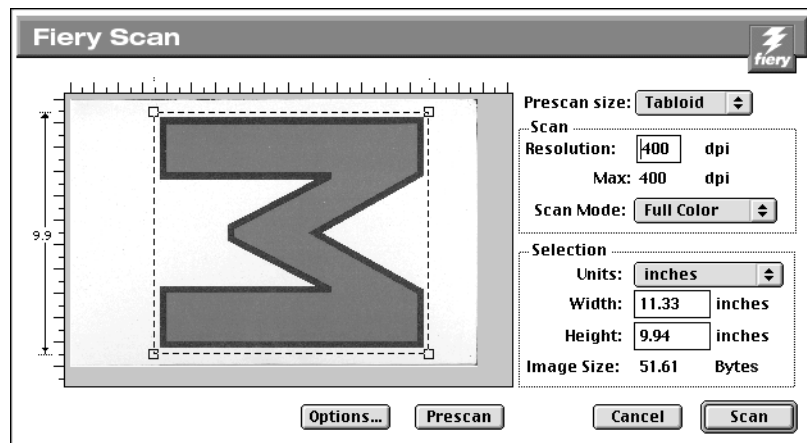 Fiery Scan
fiery
Prescan size: Tabloid
Scan
Resolution: 400 dpi
Max: 400 dpi
Scan Mode: Full Color
9.9
Selection
Units: inches
Width: 11.33 inches
Height: 9.94 inches
Image Size: 51.61 Bytes
Options... Prescan Cancel Scan